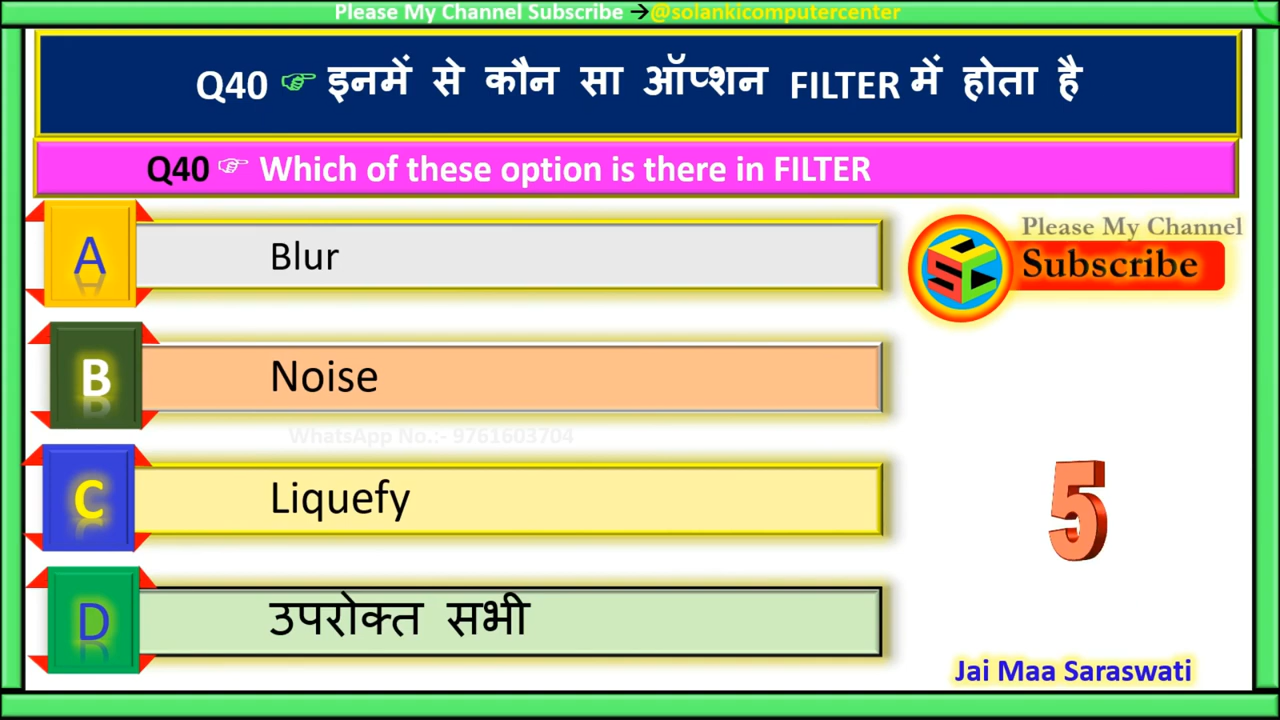 Please My Channel Subscribe →@solankicomputercenter
Q40 ☞ इनमें से कौन सा ऑप्शन FILTER में होता है
Q40 ☞ Which of these option is there in FILTER
A Blur
Please My Channel
Subscribe
SCC
B Noise
WhatsApp No.:- 9761603704
C Liquefy
5
D उपरोक्त सभी
Jai Maa Saraswati